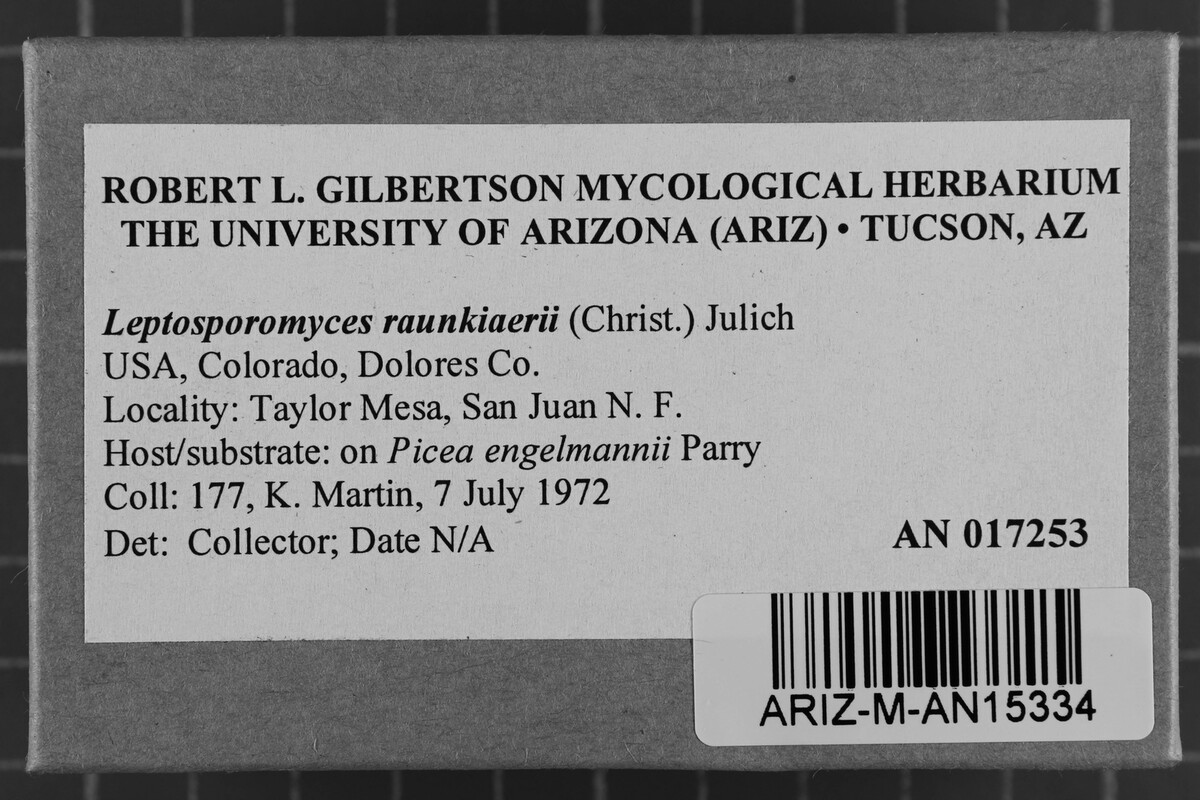 ROBERT L. GILBERTSON MYCOLOGICAL HERBARIUM
THE UNIVERSITY OF ARIZONA (ARIZ) • TUCSON, AZ
Leptosporomyces raunkiaerii (Christ.) Julich
USA, Colorado, Dolores Co.
Locality: Taylor Mesa, San Juan N. F.
Host/substrate: on Picea engelmannii Parry
Coll: 177, K. Martin, 7 July 1972
Det: Collector; Date N/A
AN 017253
ARIZ-M-AN15334